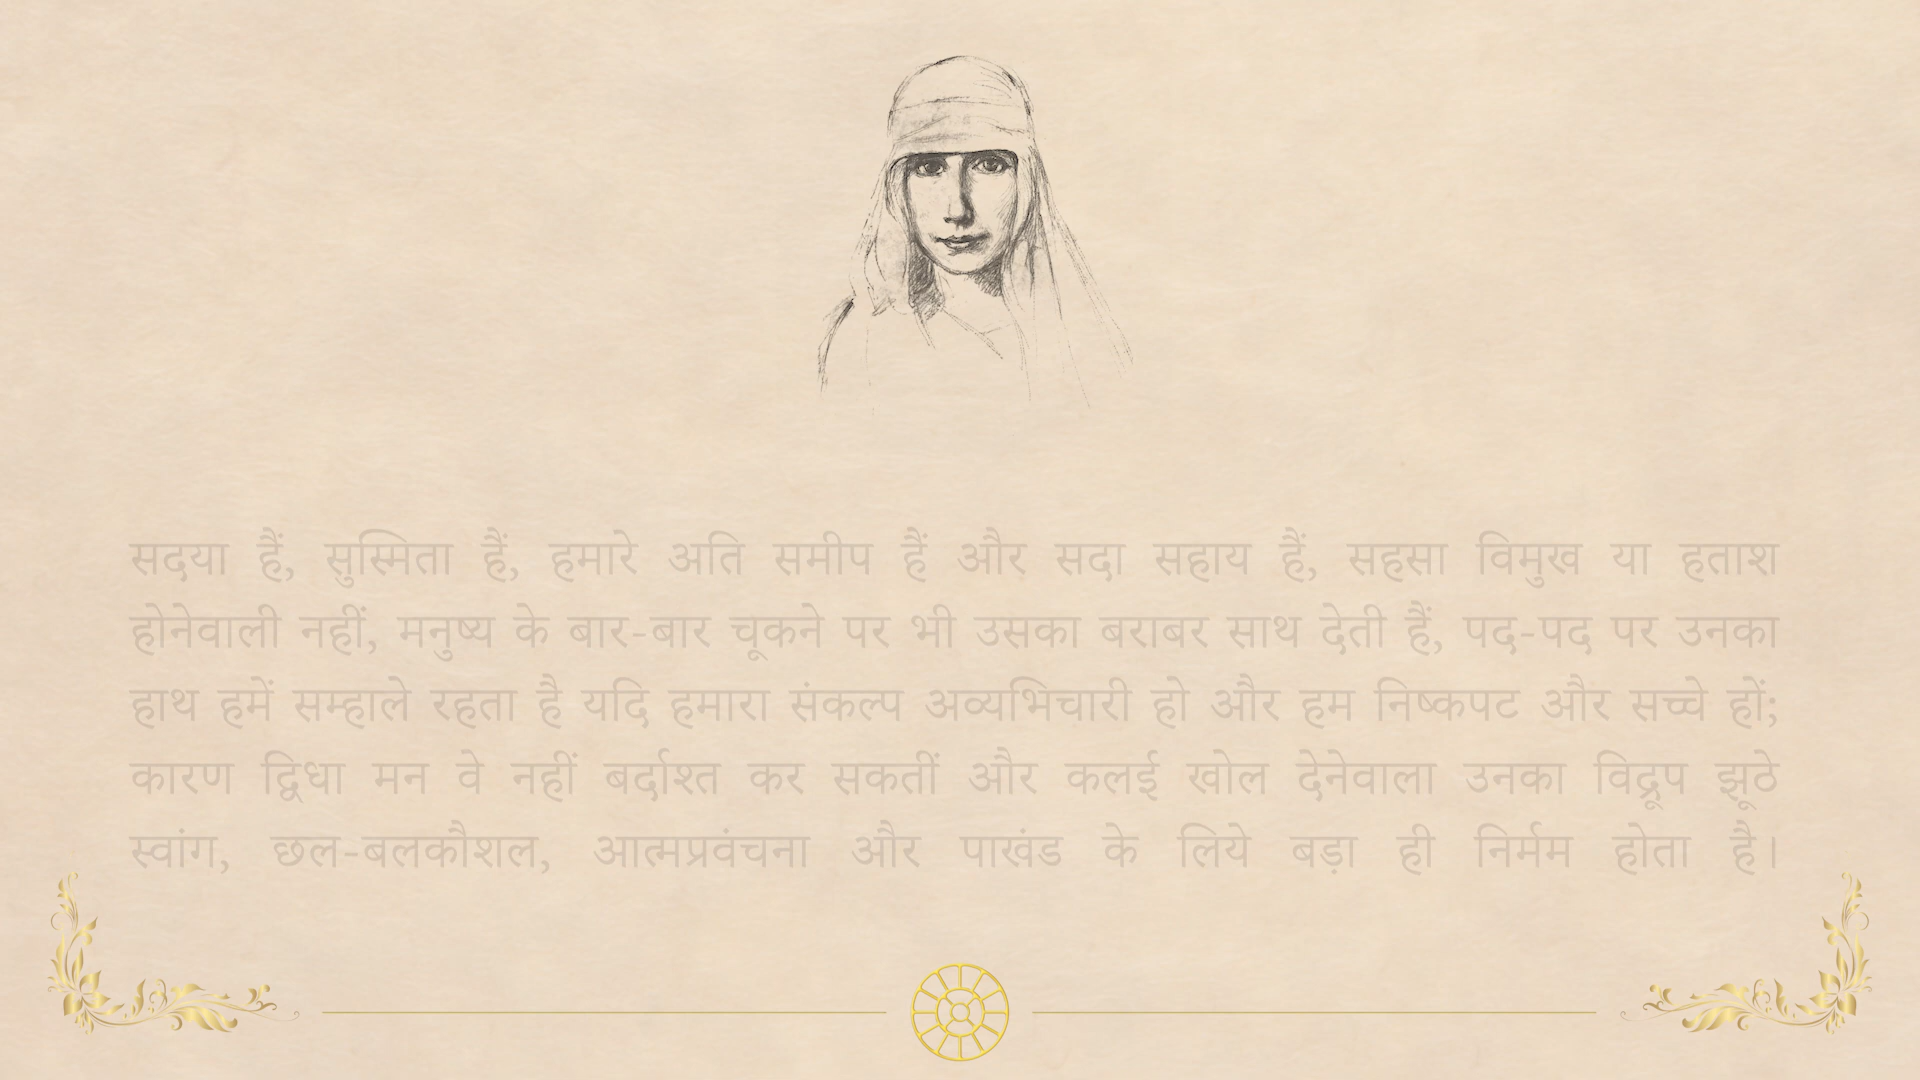 सदया हैं, सुस्मिता हैं, हमारे अति समीप हैं और सदा सहाय हैं, सहसा विमुख या हताश
होनेवाली नहीं, मनुष्य के बार-बार चूकने पर भी उसका बराबर साथ देती हैं, पद-पद पर उनका
हाथ हमें सम्हाले रहता है यदि हमारा संकल्प अव्यभिचारी हो और हम निष्कपट और सच्चे हों;
कारण द्विधा मन वे नहीं बर्दाश्त कर सकतीं और कलई खोल देनेवाला उनका विद्रूप झूठे
स्वांग, छल-बलकौशल, आत्मप्रवंचना और पाखंड के लिये बड़ा ही निर्मम होता है।